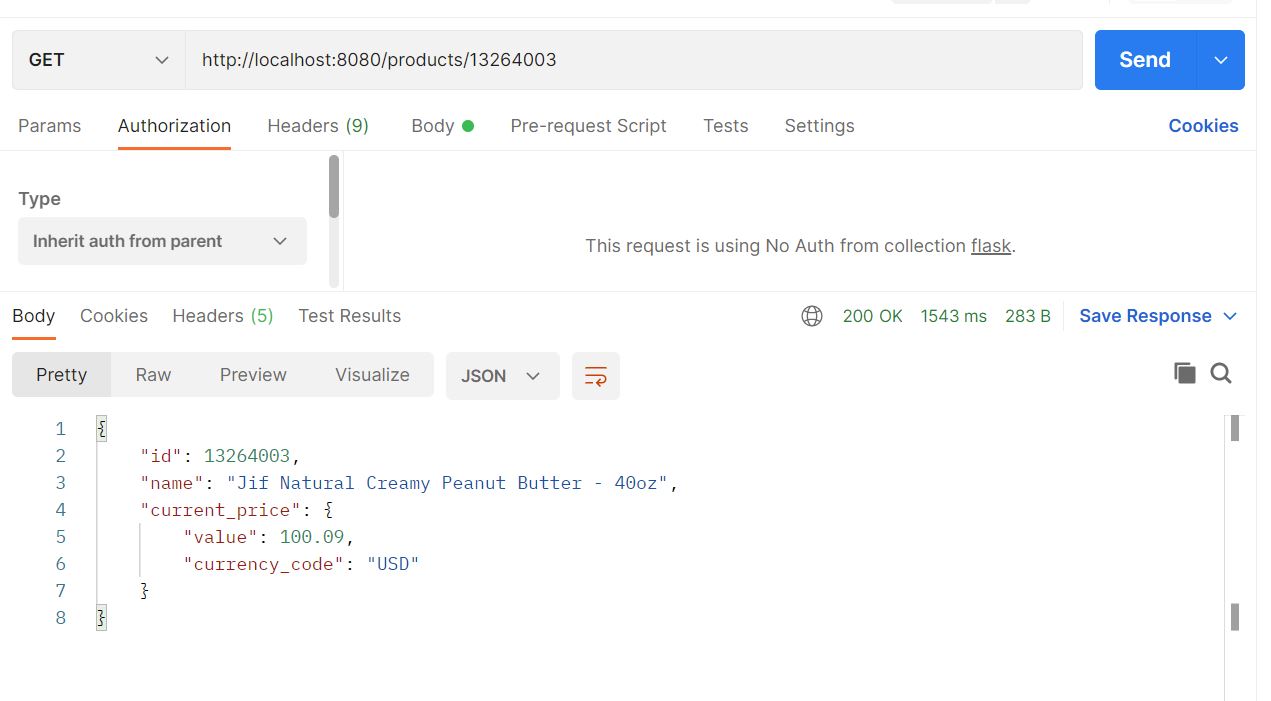 GET http://localhost:8080/products/13264003 Send
Params Authorization Headers (9) Body Pre-request Script Tests Settings Cookies
Type
Inherit auth from parent
This request is using No Auth from collection flask.
Body Cookies Headers (5) Test Results 200 OK 1543 ms 283 B Save Response
Pretty Raw Preview Visualize JSON
1 {
2 "id": 13264003,
3 "name": "Jif Natural Creamy Peanut Butter - 40oz",
4 "current_price": {
5 "value": 100.09,
6 "currency_code": "USD"
7 }
8 }